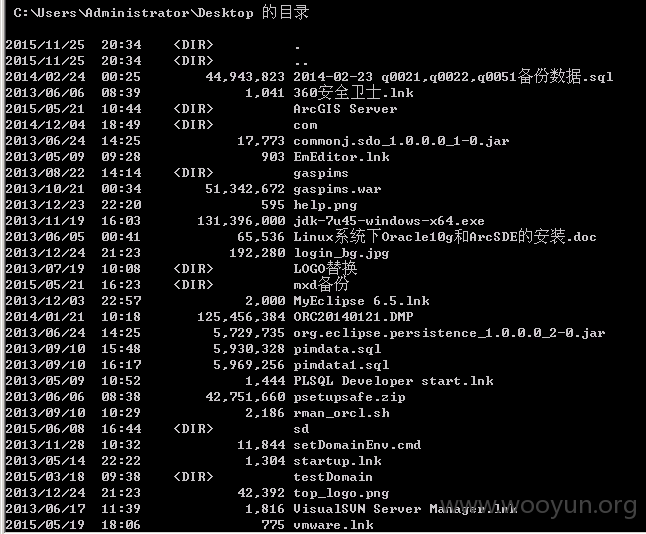 C:\Users\Administrator\Desktop 的目录
2015/11/25  20:34    <DIR>          .
2015/11/25  20:34    <DIR>          ..
2014/02/24  00:25        44,943,823 2014-02-23 q0021,q0022,q0051备份数据.sql
2013/06/06  08:39             1,041 360安全卫士.lnk
2015/05/21  10:44    <DIR>          ArcGIS Server
2014/12/04  18:49    <DIR>          com
2013/06/24  14:25            17,773 commonj.sdo_1.0.0.0_1-0.jar
2013/05/09  09:28               903 EmEditor.lnk
2013/08/22  14:14    <DIR>          gaspims
2013/10/21  00:34        51,342,672 gaspims.war
2013/12/23  22:20               595 help.png
2013/11/19  16:03       131,396,000 jdk-7u45-windows-x64.exe
2013/06/05  00:41            65,536 Linux系统下Oracle10g和ArcSDE的安装.doc
2013/12/24  21:23           192,280 login_bg.jpg
2013/07/19  10:08    <DIR>          LOGO替换
2015/05/21  16:23    <DIR>          mxd备份
2013/12/03  22:57             2,000 MyEclipse 6.5.lnk
2014/01/21  10:18       125,456,384 ORC20140121.DMP
2013/06/24  14:25         5,729,735 org.eclipse.persistence_1.0.0.0_2-0.jar
2013/09/10  15:48         5,930,328 pimdata.sql
2013/09/10  16:17         5,969,256 pimdata1.sql
2013/05/09  10:52             1,444 PLSQL Developer start.lnk
2013/06/06  08:38        42,751,660 psetupsafe.zip
2013/09/10  10:29             2,186 rman_orcl.sh
2015/06/08  16:44    <DIR>          sd
2013/11/28  10:32            11,844 setDomainEnv.cmd
2013/05/14  22:22             1,304 startup.lnk
2015/03/18  09:38    <DIR>          testDomain
2013/12/24  21:23            42,392 top_logo.png
2013/06/17  11:39             1,816 VisualSVN Server Manager.lnk
2015/05/19  18:06               775 vmware.lnk
www.wooyun.org